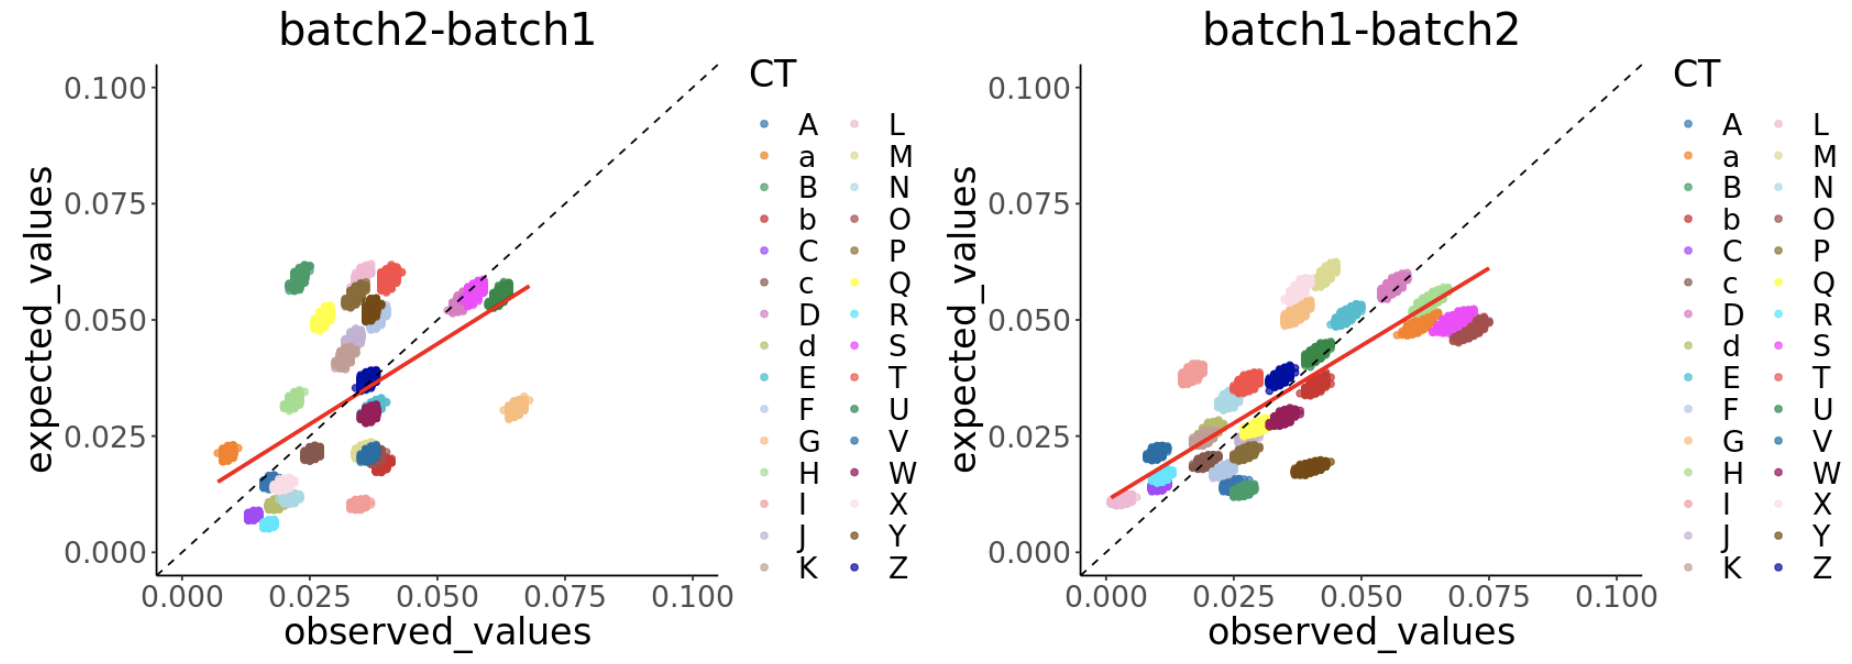 batch2-batch1
expected_values
0.100
0.075
0.050
0.025
0.000
0.000 0.025 0.050 0.075 0.100
observed_values
CT
A L
a M
B N
b O
C P
c Q
D R
d S
E T
F U
G V
H W
I X
J Y
K Z
batch1-batch2
expected_values
0.100
0.075
0.050
0.025
0.000
0.000 0.025 0.050 0.075 0.100
observed_values
CT
A L
a M
B N
b O
C P
c Q
D R
d S
E T
F U
G V
H W
I X
J Y
K Z